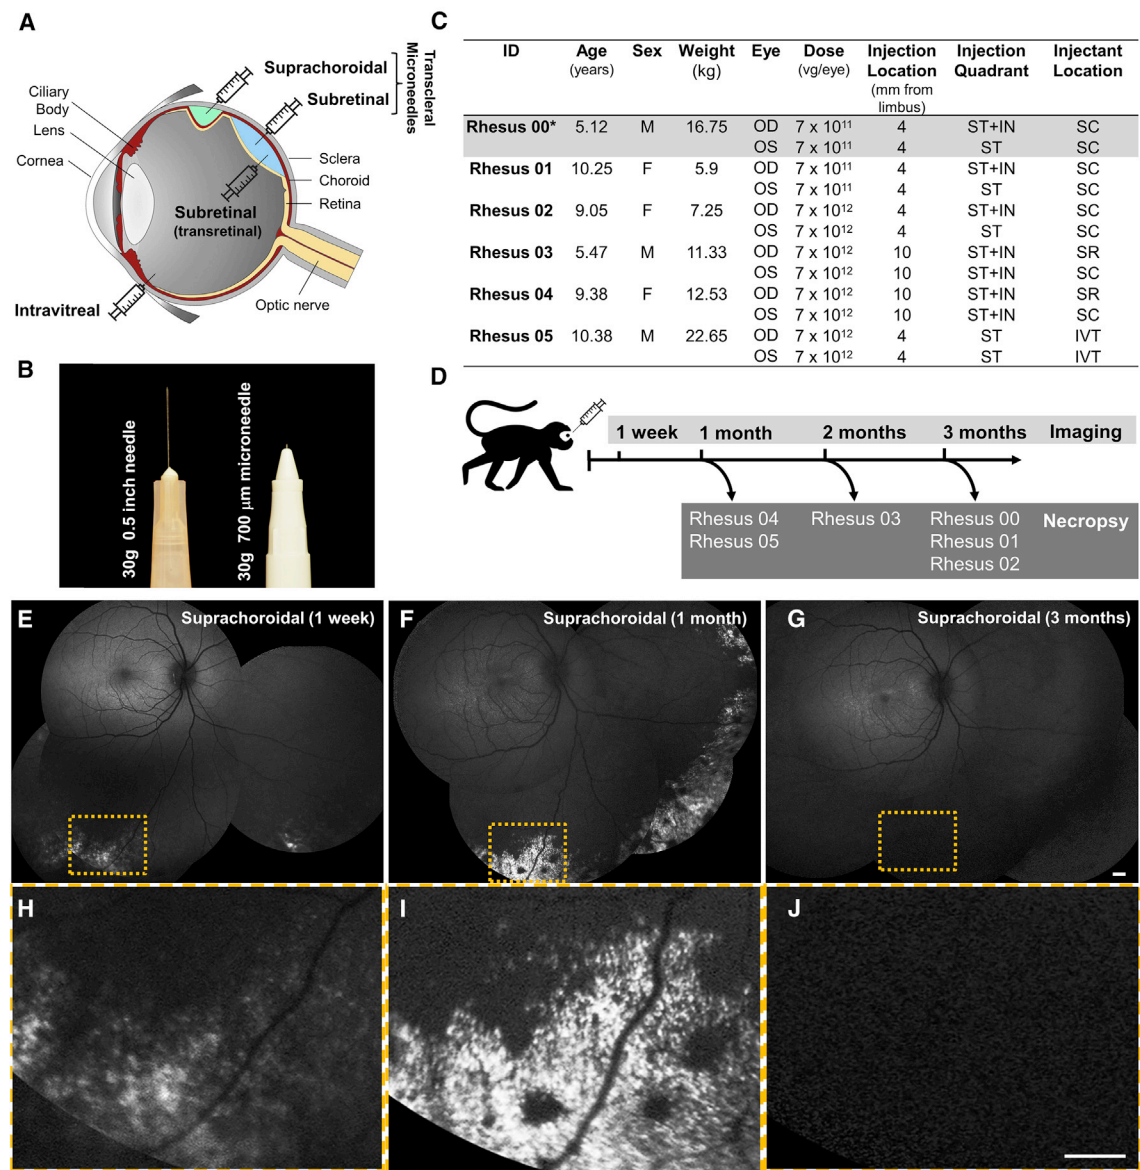 A
Suprachoroidal
Subretinal
Transcleral
Microneedles
Ciliary
Body
Lens
Cornea
Sclera
Choroid
Retina
Subretinal
(transretinal)
Optic nerve
Intravitreal
B
30g 0.5 inch needle
30g 700 µm microneedle
C
ID Age (years) Sex Weight (kg) Eye Dose (vg/eye) Injection Location (mm from limbus) Injection Quadrant Injectant Location
Rhesus 00* 5.12 M 16.75 OD 7 x 10¹¹ 4 ST+IN SC
OS 7 x 10¹¹ 4 ST SC
Rhesus 01 10.25 F 5.9 OD 7 x 10¹¹ 4 ST+IN SC
OS 7 x 10¹¹ 4 ST SC
Rhesus 02 9.05 F 7.25 OD 7 x 10¹² 4 ST+IN SC
OS 7 x 10¹² 4 ST SC
Rhesus 03 5.47 M 11.33 OD 7 x 10¹² 10 ST+IN SR
OS 7 x 10¹² 10 ST+IN SC
Rhesus 04 9.38 F 12.53 OD 7 x 10¹² 10 ST+IN SR
OS 7 x 10¹² 10 ST+IN SC
Rhesus 05 10.38 M 22.65 OD 7 x 10¹² 4 ST IVT
OS 7 x 10¹² 4 ST IVT
D
1 week 1 month 2 months 3 months Imaging
Rhesus 04 Rhesus 03 Rhesus 00 Necropsy
Rhesus 05 Rhesus 01
Rhesus 02
E Suprachoroidal (1 week)
F Suprachoroidal (1 month)
G Suprachoroidal (3 months)
H
I
J